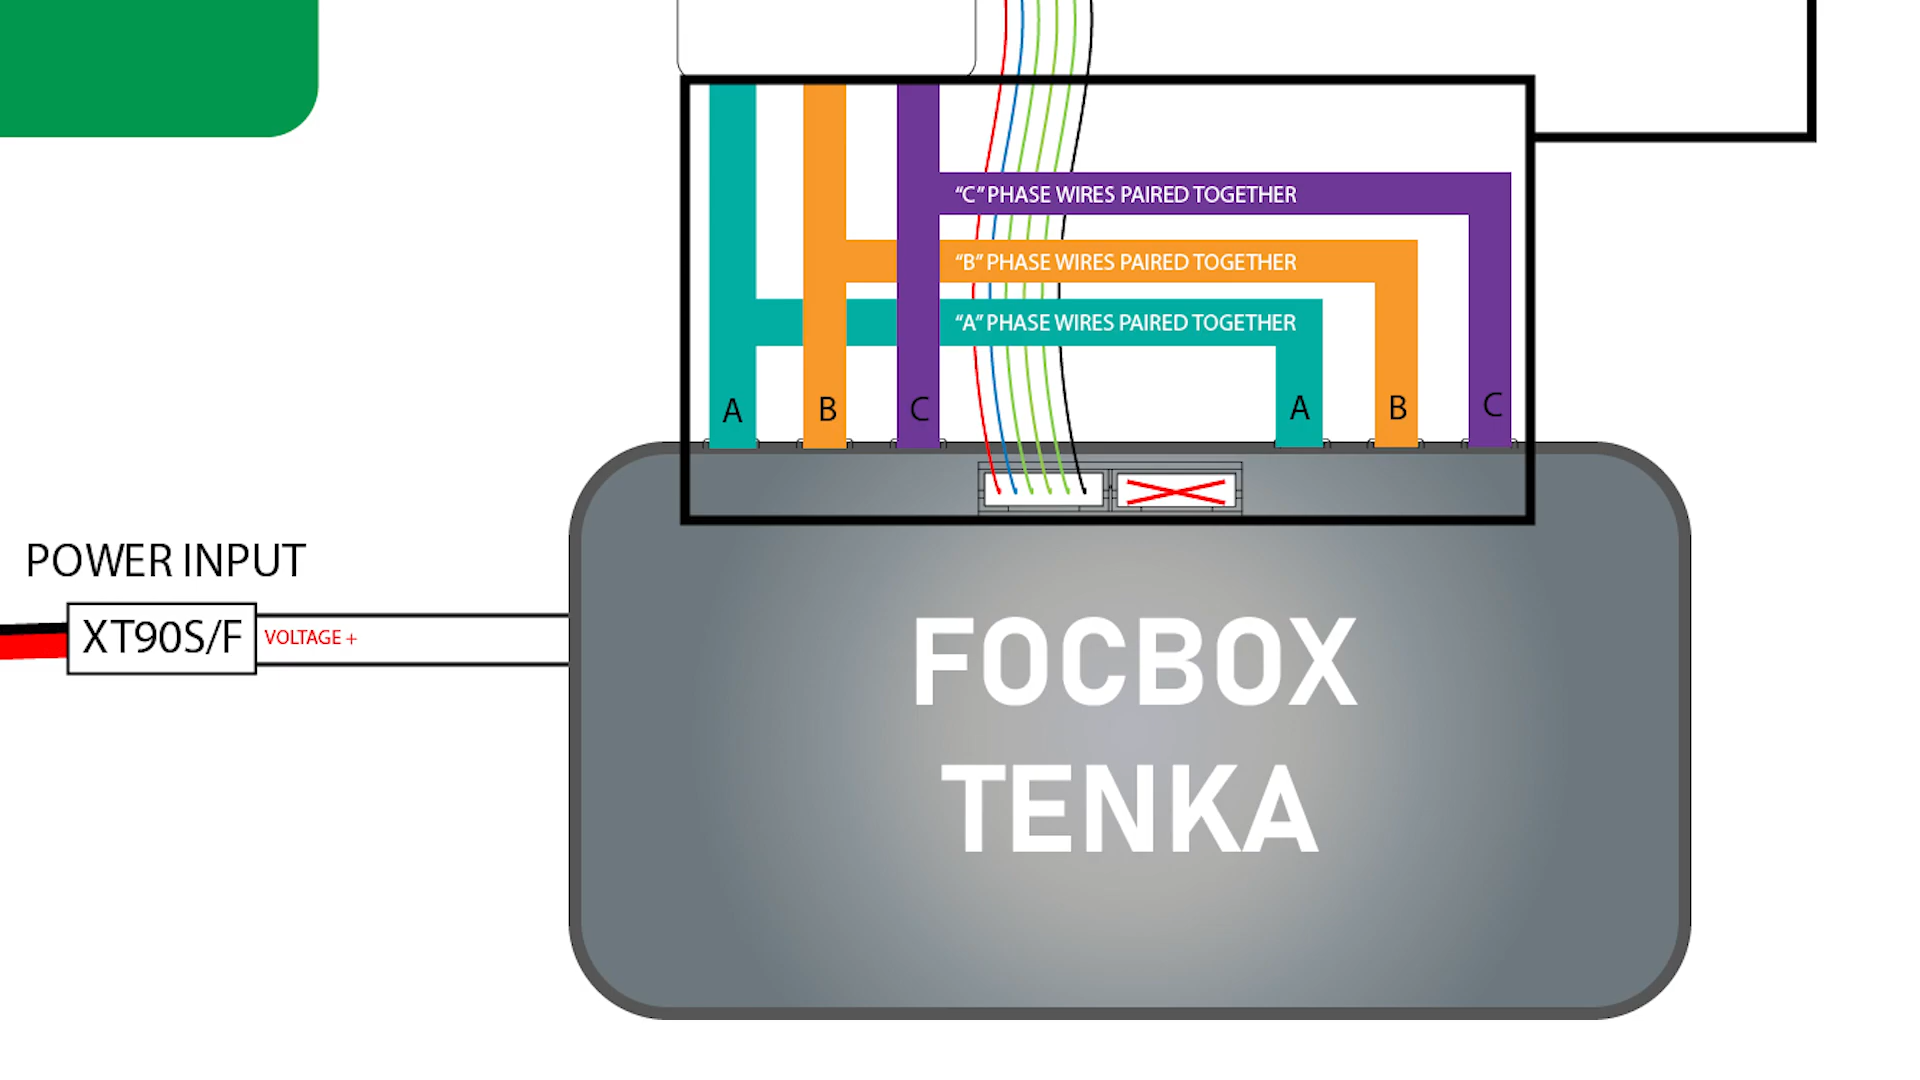 “C” PHASE WIRES PAIRED TOGETHER
“B” PHASE WIRES PAIRED TOGETHER
“A” PHASE WIRES PAIRED TOGETHER
A B C A B C
POWER INPUT
XT90S/F VOLTAGE +
FOCBOX
TENKA